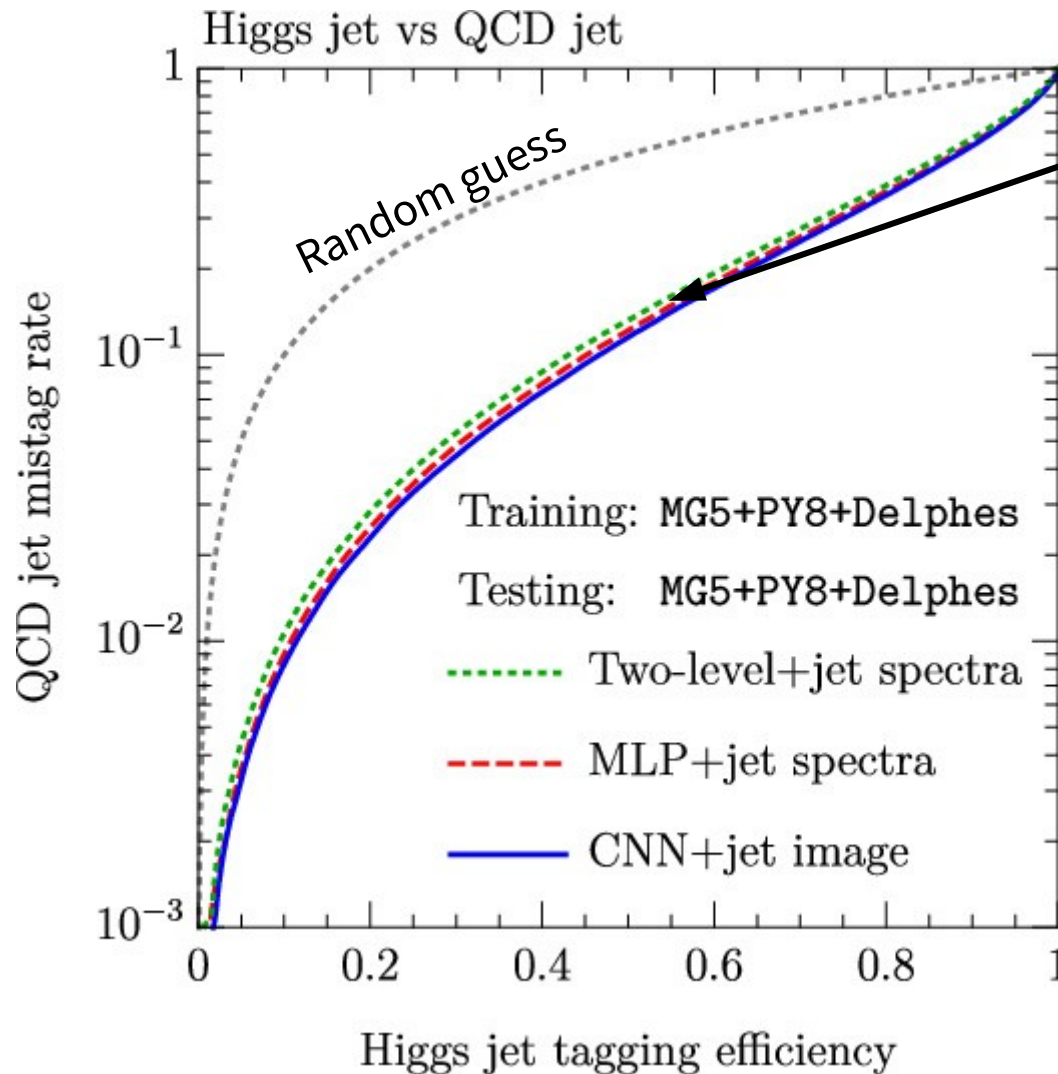 Higgs jet vs QCD jet
1
Random guess
10⁻¹
QCD jet mistag rate
Training: MG5+PY8+Delphes
Testing: MG5+PY8+Delphes
10⁻²
Two-level+jet spectra
MLP+jet spectra
CNN+jet image
10⁻³
0 0.2 0.4 0.6 0.8 1
Higgs jet tagging efficiency